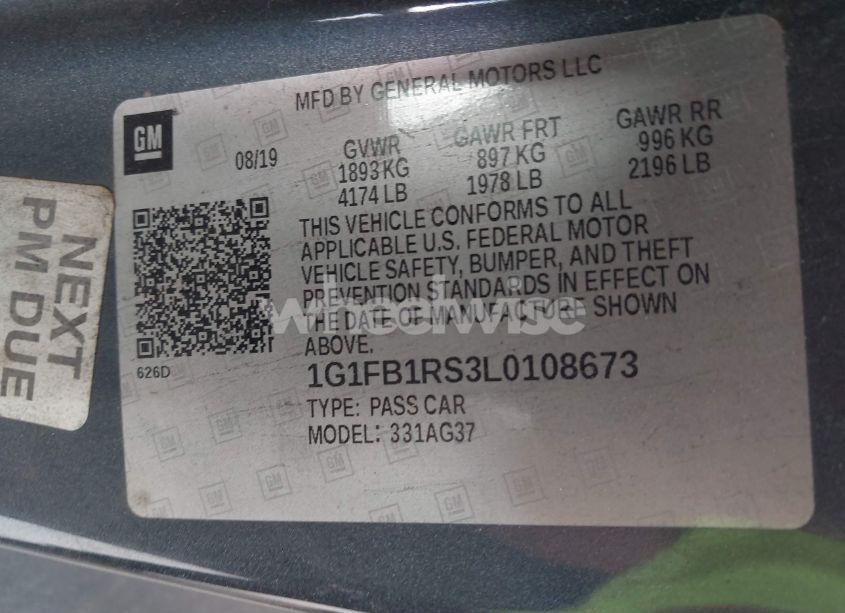 MFD BY GENERAL MOTORS LLC
GM
08/19
GVWR
1893 KG
4174 LB
GAWR FRT
897 KG
1978 LB
GAWR RR
996 KG
2196 LB
THIS VEHICLE CONFORMS TO ALL
APPLICABLE U.S. FEDERAL MOTOR
VEHICLE SAFETY, BUMPER, AND THEFT
PREVENTION STANDARDS IN EFFECT ON
THE DATE OF MANUFACTURE SHOWN
ABOVE.
626D
1G1FB1RS3L0108673
TYPE: PASS CAR
MODEL: 331AG37
NEXT
PM DUE
wheelwise